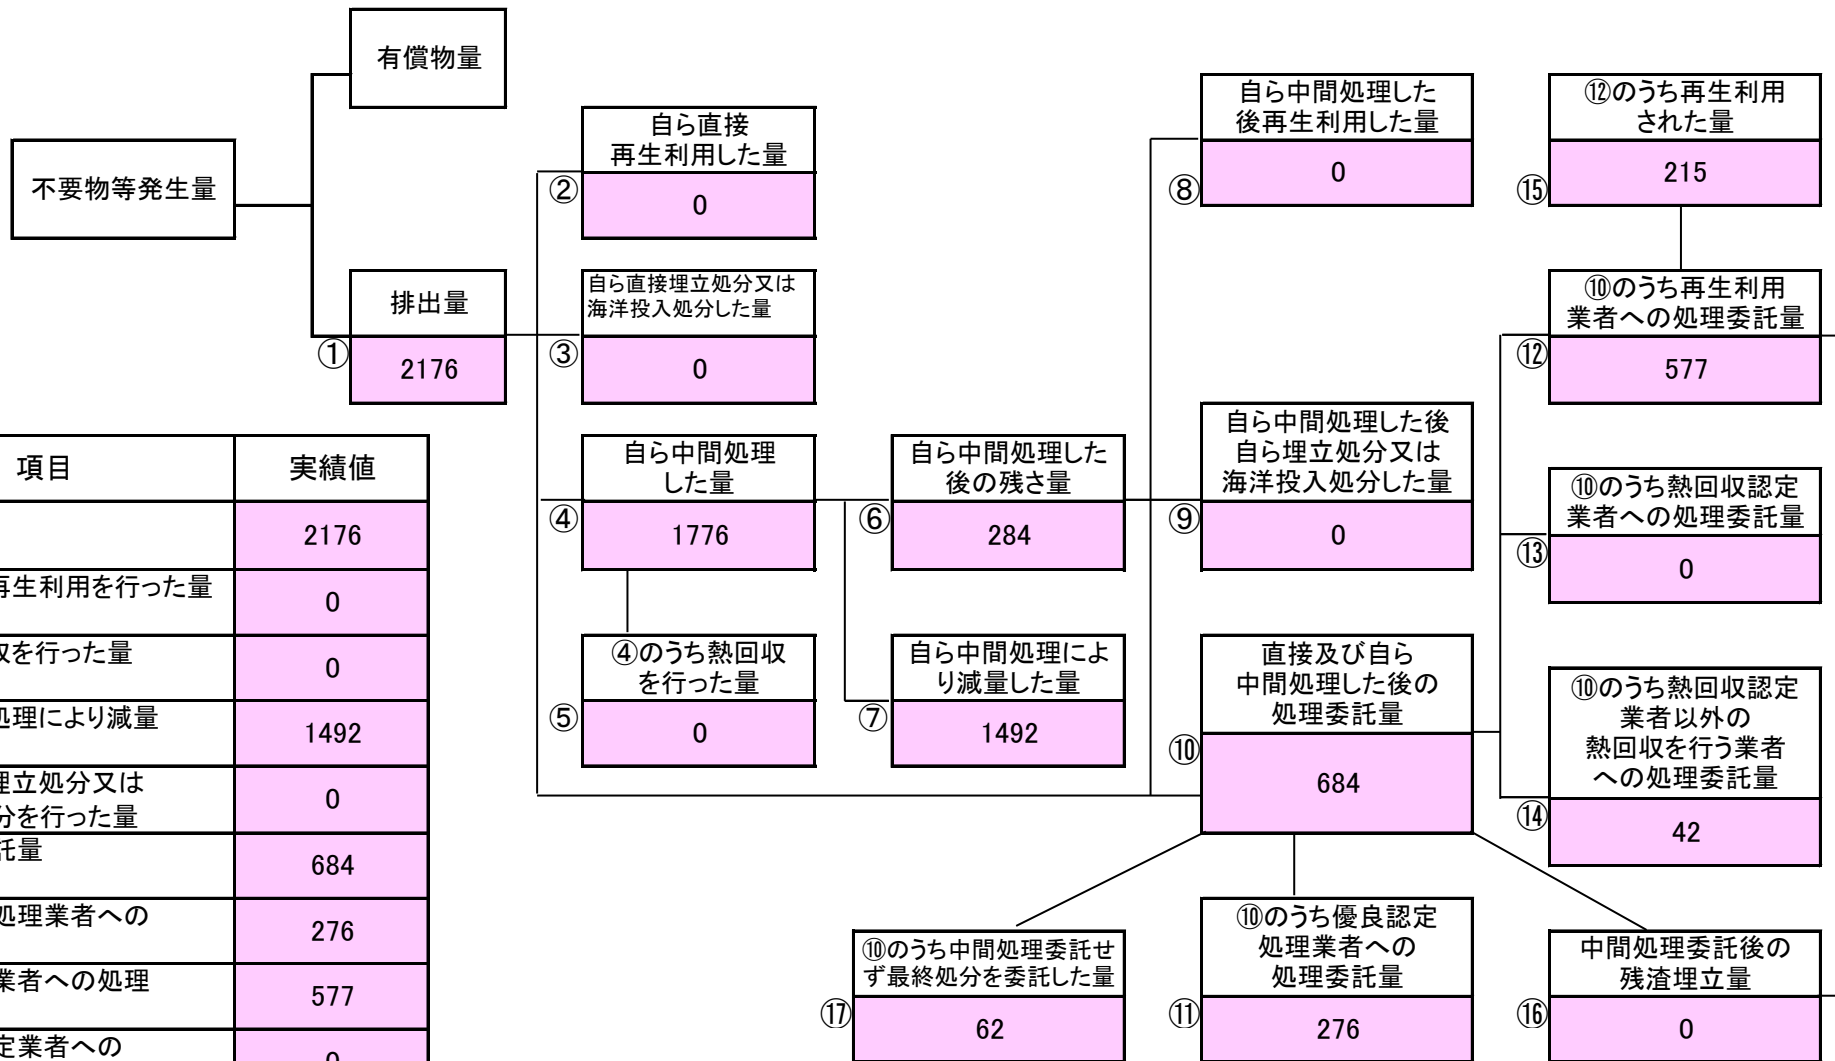 有償物量
不要物等発生量
排出量
①
2176
自ら直接
再生利用した量
②
0
自ら直接埋立処分又は
海洋投入処分した量
③
0
自ら中間処理
した量
④
1776
④のうち熱回収
を行った量
⑤
0
自ら中間処理した
後の残さ量
⑥
284
自ら中間処理によ
り減量した量
⑦
1492
自ら中間処理した
後再生利用した量
⑧
0
自ら中間処理した後
自ら埋立処分又は
海洋投入処分した量
⑨
0
直接及び自ら
中間処理した後の
処理委託量
⑩
684
⑫のうち再生利用
された量
⑮
215
⑩のうち再生利用
業者への処理委託量
⑫
577
⑩のうち熱回収認定
業者への処理委託量
⑬
0
⑩のうち熱回収認定
業者以外の
熱回収を行う業者
への処理委託量
⑭
42
⑩のうち中間処理委託せ
ず最終処分を委託した量
⑰
62
⑩のうち優良認定
処理業者への
処理委託量
⑪
276
中間処理委託後の
残渣埋立量
⑯
0
項目 実績値
2176
再生利用を行った量 0
収を行った量 0
処理により減量 1492
埋立処分又は
分を行った量 0
託量 684
処理業者への 276
業者への処理 577
定業者への 0